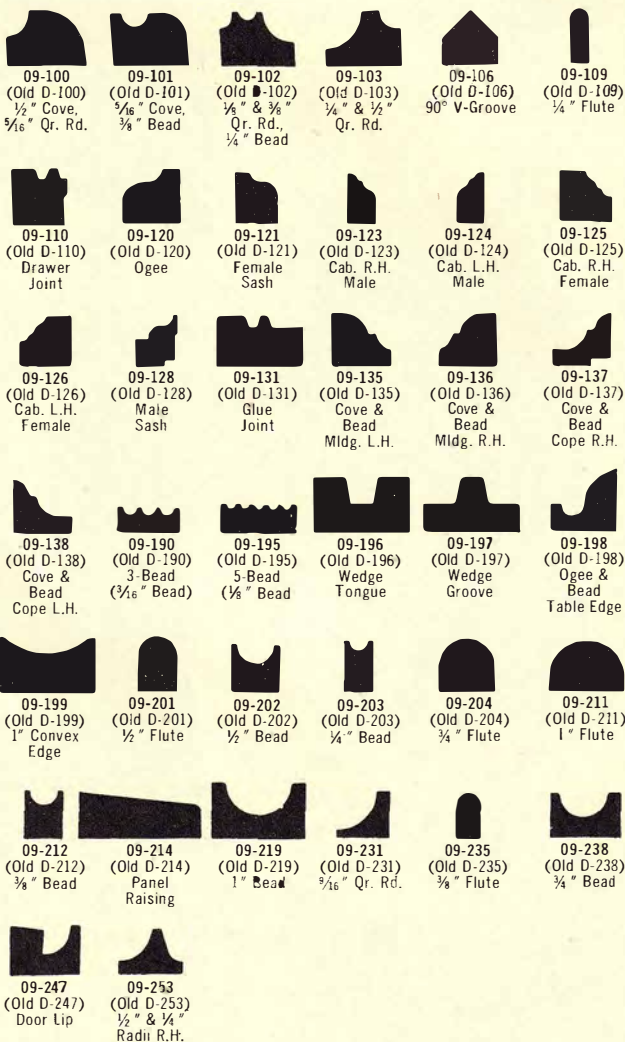 09-100
(Old D-100)
½" Cove,
5/16" Qr. Rd.
09-101
(Old D-101)
5/16" Cove,
⅜" Bead
09-102
(Old D-102)
⅛" & ⅜"
Qr. Rd.,
¼" Bead
09-103
(Old D-103)
¼" & ½"
Qr. Rd.
09-106
(Old D-106)
90° V-Groove
09-109
(Old D-109)
¼" Flute
09-110
(Old D-110)
Drawer
Joint
09-120
(Old D-120)
Ogee
09-121
(Old D-121)
Female
Sash
09-123
(Old D-123)
Cab. R.H.
Male
09-124
(Old D-124)
Cab. L.H.
Male
09-125
(Old D-125)
Cab. R.H.
Female
09-126
(Old D-126)
Cab. L.H.
Female
09-128
(Old D-128)
Male
Sash
09-131
(Old D-131)
Glue
Joint
09-135
(Old D-135)
Cove &
Bead
Mldg. L.H.
09-136
(Old D-136)
Cove &
Bead
Mldg. R.H.
09-137
(Old D-137)
Cove &
Bead
Cope R.H.
09-138
(Old D-138)
Cove &
Bead
Cope L.H.
09-190
(Old D-190)
3-Bead
(3/16" Bead)
09-195
(Old D-195)
5-Bead
(⅛" Bead
09-196
(Old D-196)
Wedge
Tongue
09-197
(Old D-197)
Wedge
Groove
09-198
(Old D-198)
Ogee &
Bead
Table Edge
09-199
(Old D-199)
1" Convex
Edge
09-201
(Old D-201)
½" Flute
09-202
(Old D-202)
½" Bead
09-203
(Old D-203)
¼" Bead
09-204
(Old D-204)
¾" Flute
09-211
(Old D-211)
1" Flute
09-212
(Old D-212)
⅜" Bead
09-214
(Old D-214)
Panel
Raising
09-219
(Old D-219)
1" Bead
09-231
(Old D-231)
9/16" Qr. Rd.
09-235
(Old D-235)
⅜" Flute
09-238
(Old D-238)
¾" Bead
09-247
(Old D-247)
Door Lip
09-253
(Old D-253)
½" & ¼"
Radii R.H.